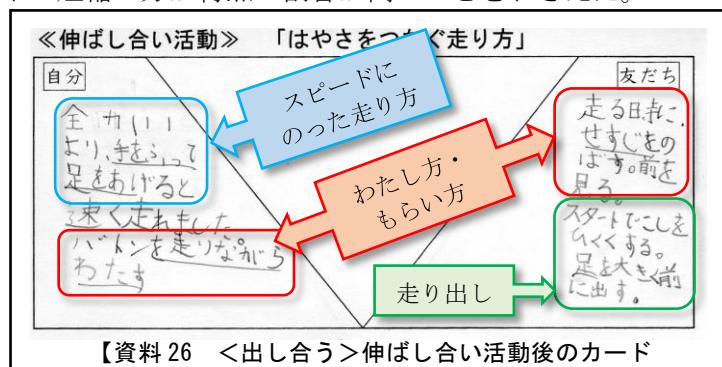 ≪伸ばし合い活動≫ 「はやさをつなぐ走り方」
自分
友だち
スピードに
のった走り方
全力
より、手をふって
足をあげると
速く走れました
バトンを走りながら
わたす
わたし方・
もらい方
走る時に、
せすじをの
ばす。前を
見る。
スタートでこしを
ひくくする。
足を大きく前
に出す。
走り出し
【資料26 ＜出し合う＞伸ばし合い活動後のカード